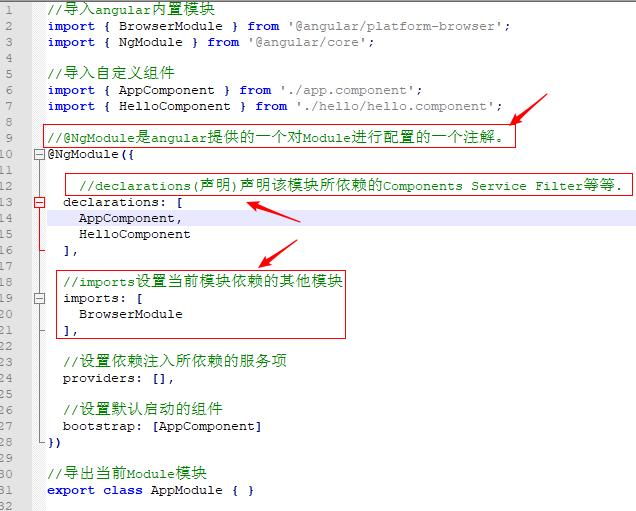 1 //导入angular内置模块
2 import { BrowserModule } from '@angular/platform-browser';
3 import { NgModule } from '@angular/core';
4
5 //导入自定义组件
6 import { AppComponent } from './app.component';
7 import { HelloComponent } from './hello/hello.component';
8
9 //@NgModule是angular提供的一个对Module进行配置的一个注解。
10 @NgModule({
11
12 //declarations(声明)声明该模块所依赖的Components Service Filter等等.
13 declarations: [
14 AppComponent,
15 HelloComponent
16 ],
17
18 //imports设置当前模块依赖的其他模块
19 imports: [
20 BrowserModule
21 ],
22
23 //设置依赖注入所依赖的服务项
24 providers: [],
25
26 //设置默认启动的组件
27 bootstrap: [AppComponent]
28 })
29
30 //导出当前Module模块
31 export class AppModule { }
32